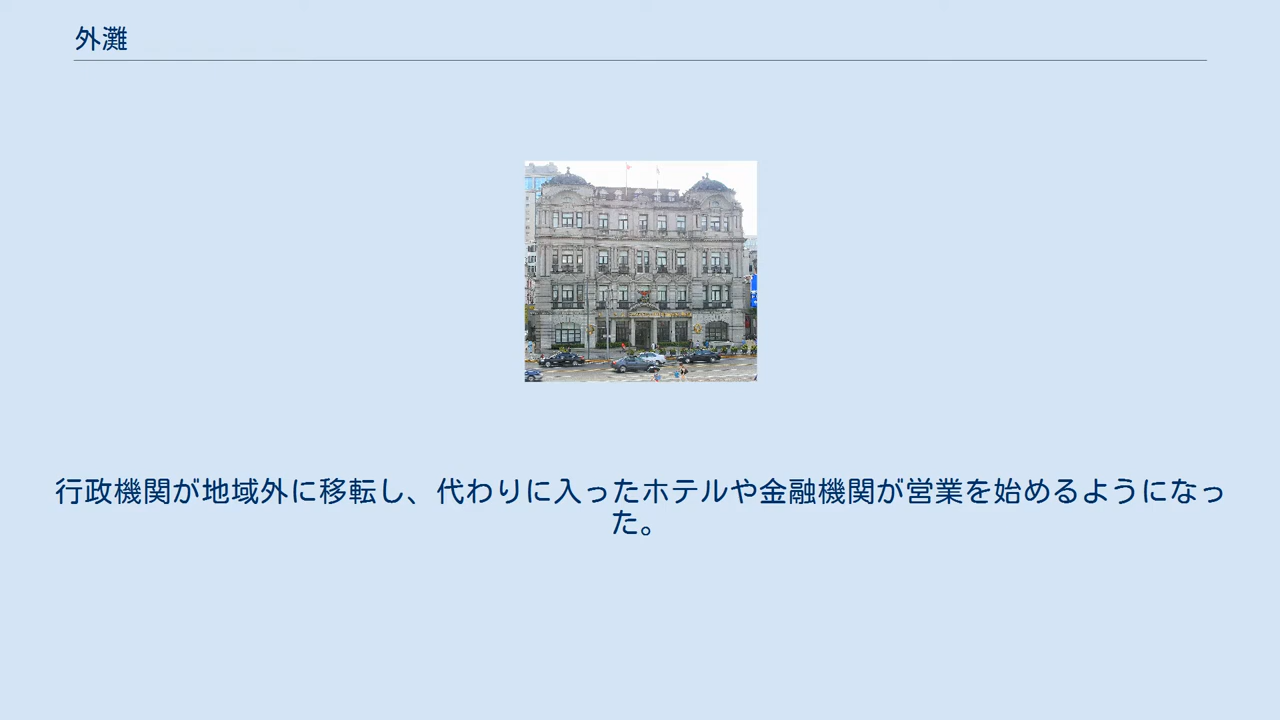 外灘
行政機関が地域外に移転し、代わりに入ったホテルや金融機関が営業を始めるようになっ
た。